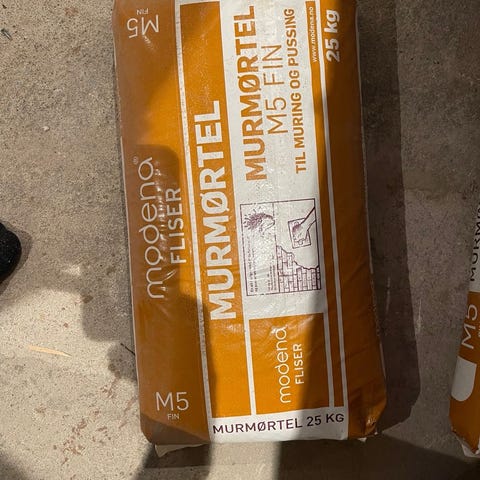 M5
FIN
modena
FLISER
M5
FIN
MURMØRTEL
MURMØRTEL
M5 FIN
TIL MURING OG PUSSING
modena
FLISER
MURMØRTEL 25 KG
www.modena.no
25 kg
M5